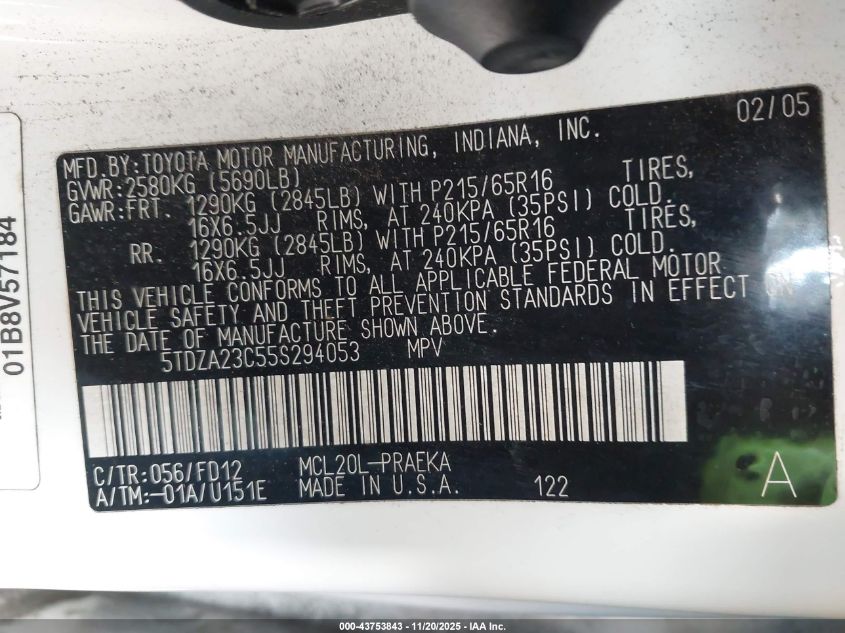 02/05
MFD.BY:TOYOTA MOTOR MANUFACTURING, INDIANA, INC.
GVWR:2580KG (5690LB)
GAWR:FRT. 1290KG (2845LB) WITH P215/65R16 TIRES,
16X6.5JJ RIMS, AT 240KPA (35PSI) COLD.
RR. 1290KG (2845LB) WITH P215/65R16 TIRES,
16X6.5JJ RIMS, AT 240KPA (35PSI) COLD.
THIS VEHICLE CONFORMS TO ALL APPLICABLE FEDERAL MOTOR
VEHICLE SAFETY AND THEFT PREVENTION STANDARDS IN EFFECT ON
THE DATE OF MANUFACTURE SHOWN ABOVE.
5TDZA23C55S294053 MPV
C/TR:056/FD12 MCL20L-PRAEKA
A/TM:-01A/U151E MADE IN U.S.A. 122 A
01B8V57184
000-43753843 - 11/20/2025 - IAA Inc.